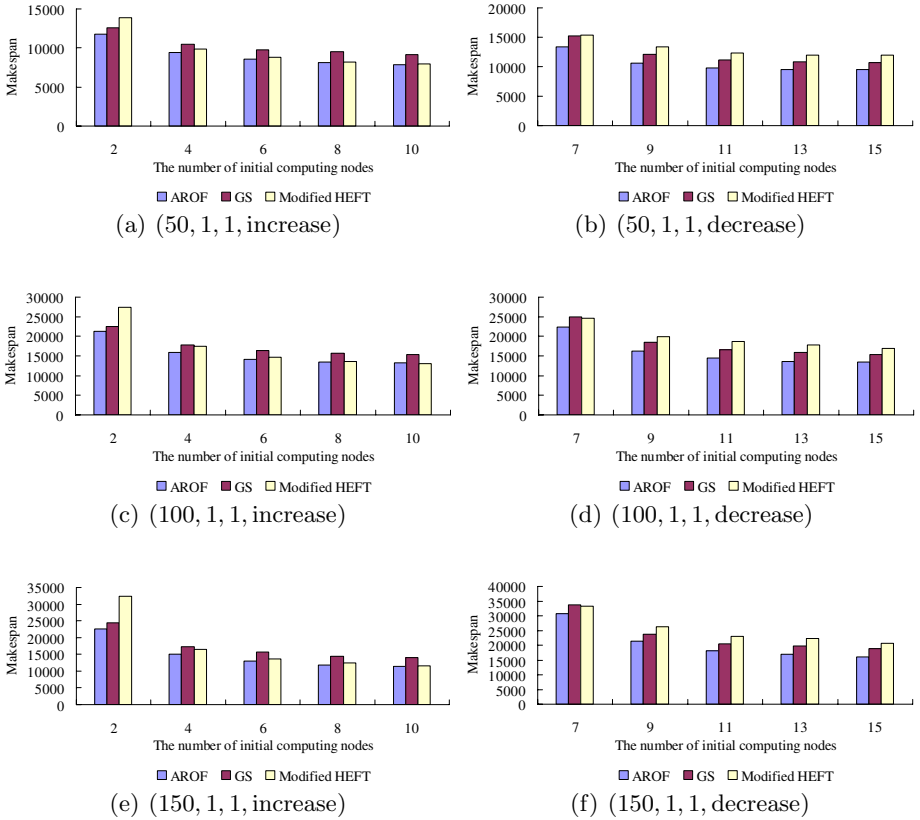 15000
10000
5000
0
Makespan
2 4 6 8 10
The number of initial computing nodes
AROF GS Modified HEFT
(a) (50, 1, 1, increase)
20000
15000
10000
5000
0
Makespan
7 9 11 13 15
The number of initial computing nodes
AROF GS Modified HEFT
(b) (50, 1, 1, decrease)
30000
25000
20000
15000
10000
5000
0
Makespan
2 4 6 8 10
The number of initial computing nodes
AROF GS Modified HEFT
(c) (100, 1, 1, increase)
30000
25000
20000
15000
10000
5000
0
Makespan
7 9 11 13 15
The number of initial computing nodes
AROF GS Modified HEFT
(d) (100, 1, 1, decrease)
35000
30000
25000
20000
15000
10000
5000
0
Makespan
2 4 6 8 10
The number of initial computing nodes
AROF GS Modified HEFT
(e) (150, 1, 1, increase)
40000
35000
30000
25000
20000
15000
10000
5000
0
Makespan
7 9 11 13 15
The number of initial computing nodes
AROF GS Modified HEFT
(f) (150, 1, 1, decrease)